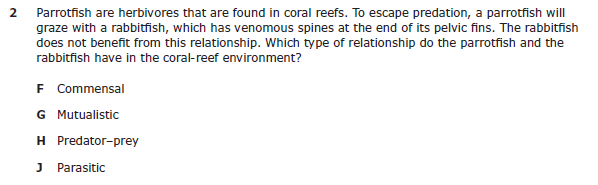 2 Parrotfish are herbivores that are found in coral reefs. To escape predation, a parrotfish will
graze with a rabbitfish, which has venomous spines at the end of its pelvic fins. The rabbitfish
does not benefit from this relationship. Which type of relationship do the parrotfish and the
rabbitfish have in the coral-reef environment?
F Commensal
G Mutualistic
H Predator–prey
J Parasitic